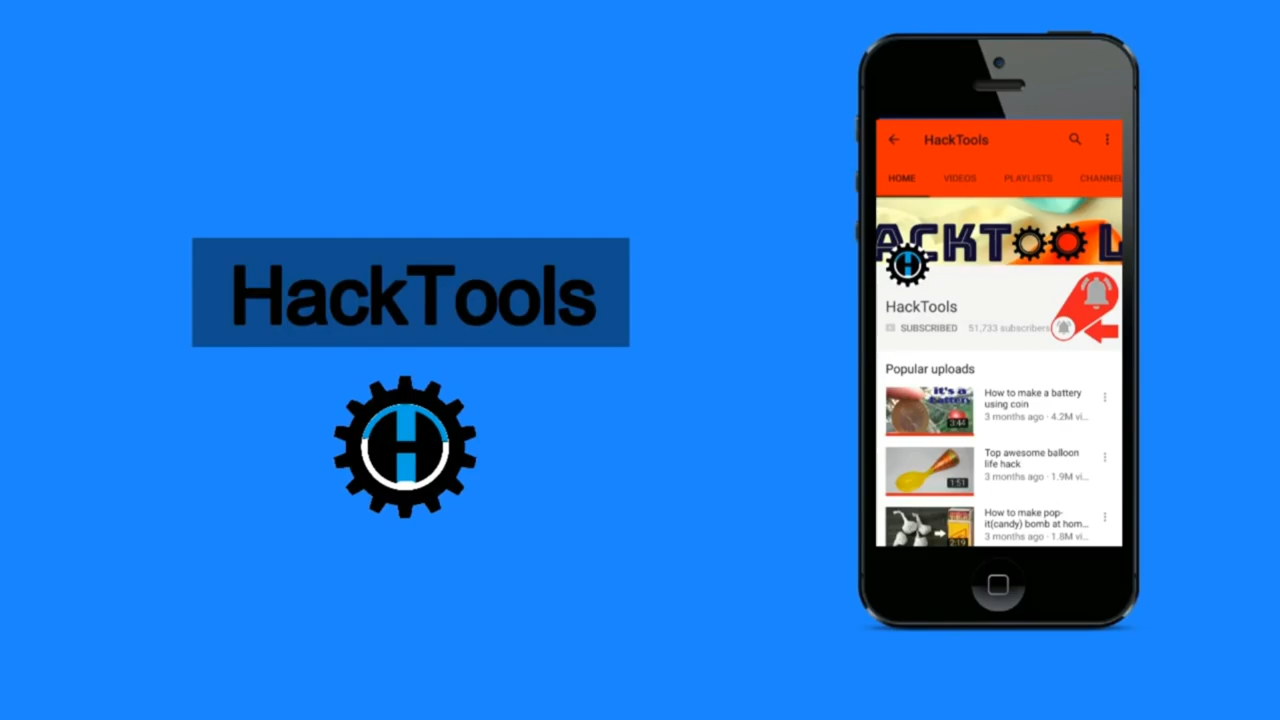 HackTools
H
HackTools
HOME VIDEOS PLAYLISTS CHANNEL
ACKTOOL
H
HackTools
SUBSCRIBED 51,733 subscribers
Popular uploads
it's a
battery
3:44
How to make a battery
using coin
3 months ago · 4.2M vi...
1:51
Top awesome balloon
life hack
3 months ago · 1.9M vi...
2:19
How to make pop-
it(candy) bomb at hom...
3 months ago · 1.8M vi...